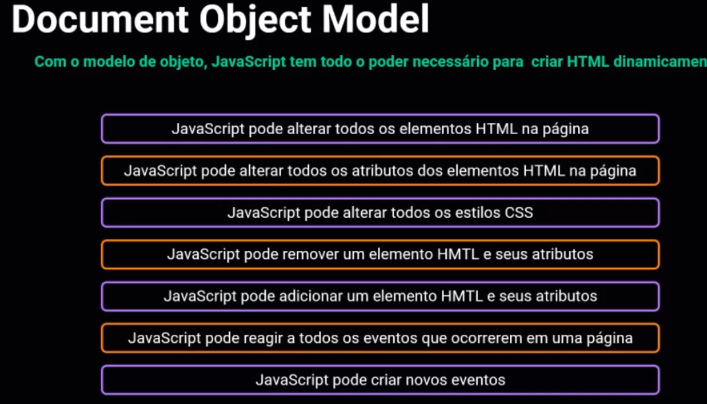 Document Object Model
Com o modelo de objeto, JavaScript tem todo o poder necessário para criar HTML dinamicamen
JavaScript pode alterar todos os elementos HTML na página
JavaScript pode alterar todos os atributos dos elementos HTML na página
JavaScript pode alterar todos os estilos CSS
JavaScript pode remover um elemento HMTL e seus atributos
JavaScript pode adicionar um elemento HMTL e seus atributos
JavaScript pode reagir a todos os eventos que ocorrerem em uma página
JavaScript pode criar novos eventos